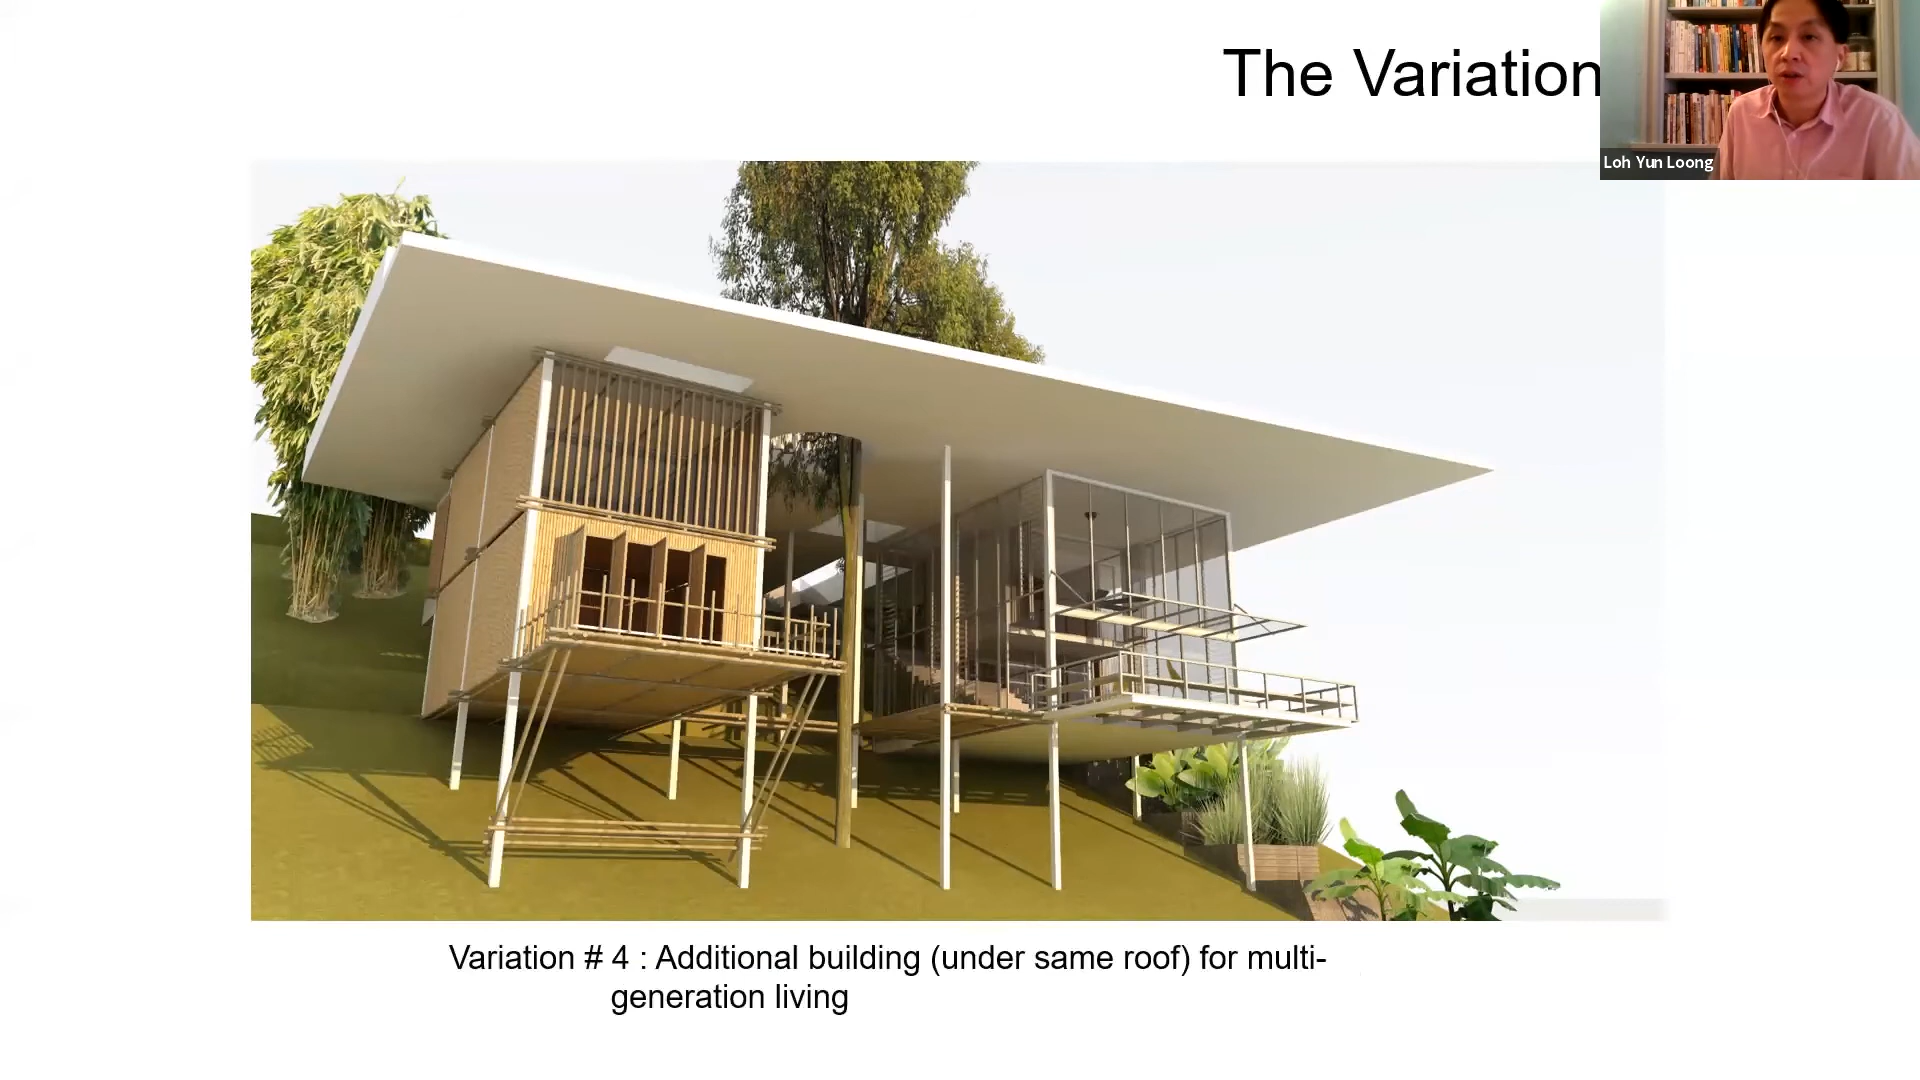 The Variation
Loh Yun Loong
Variation # 4 : Additional building (under same roof) for multi-
generation living